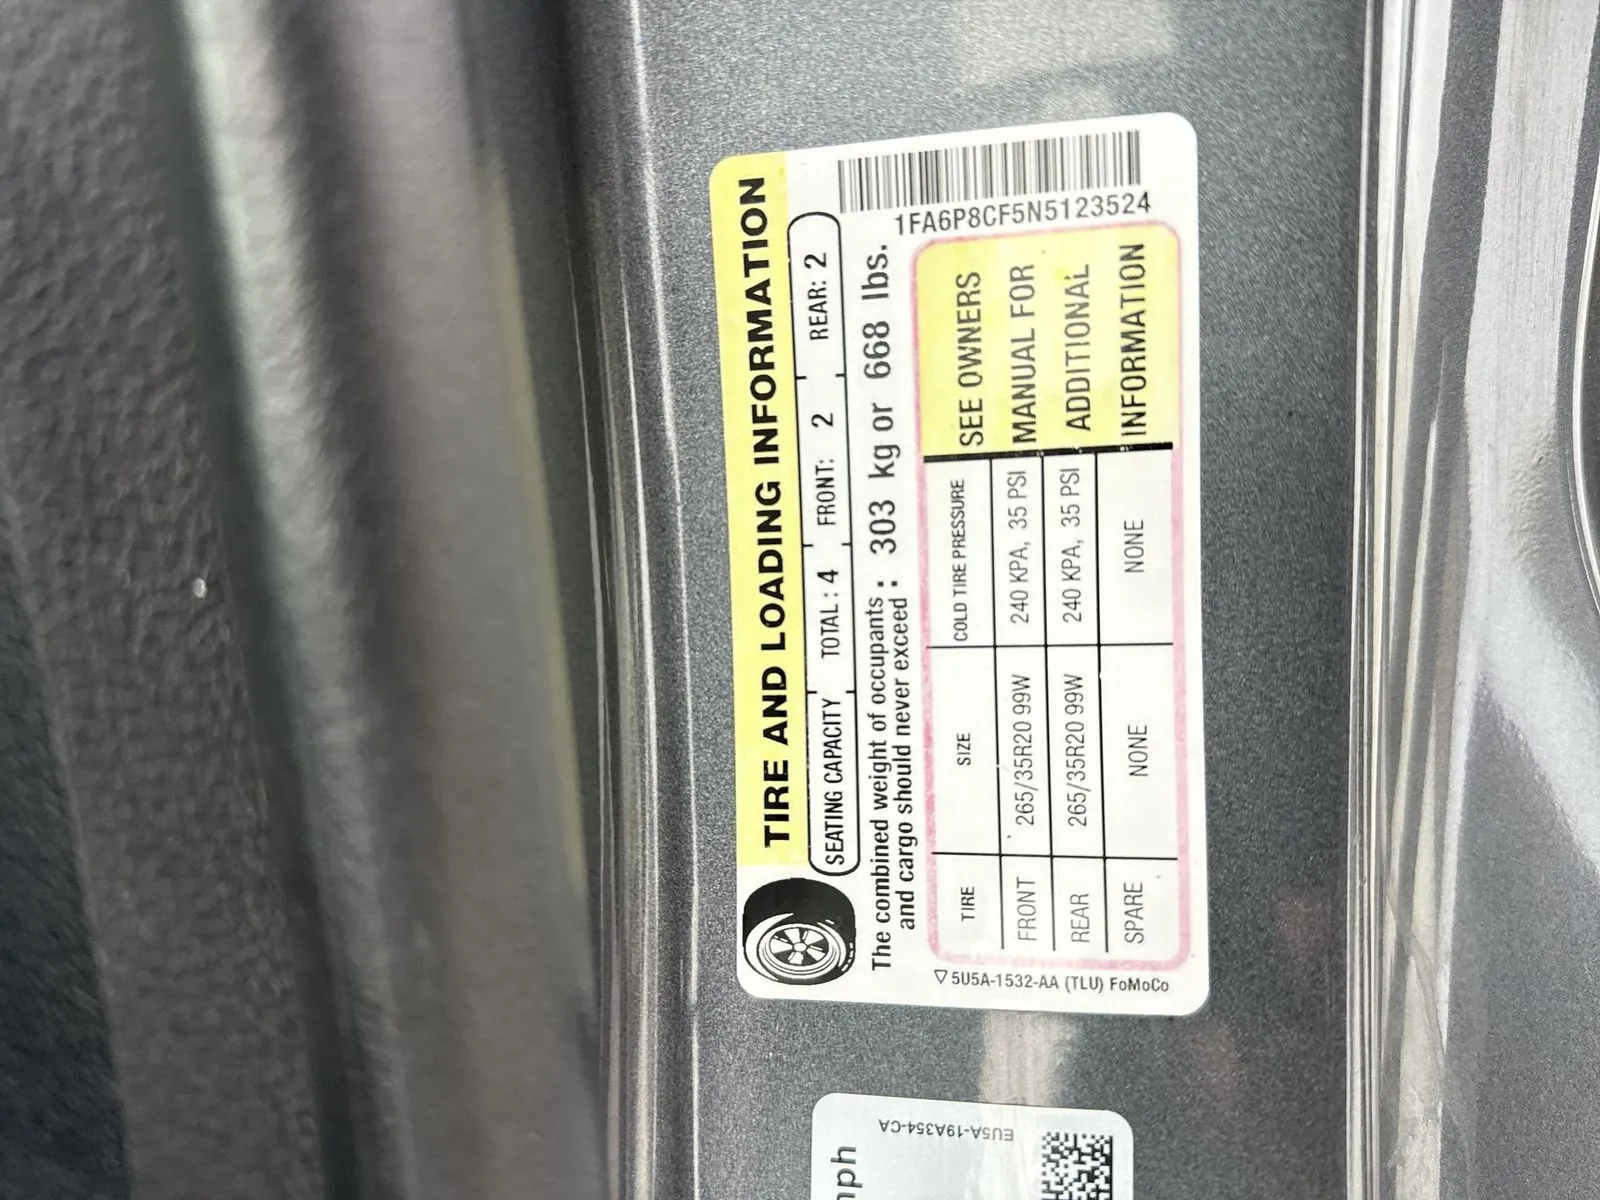 TIRE AND LOADING INFORMATION
SEATING CAPACITY TOTAL : 4 FRONT: 2 REAR: 2
The combined weight of occupants :
and cargo should never exceed : 303 kg or 668 lbs.
1FA6P8CF5N5123524
TIRE SIZE COLD TIRE PRESSURE
FRONT 265/35R20 99W 240 KPA, 35 PSI
REAR 265/35R20 99W 240 KPA, 35 PSI
SPARE NONE NONE
SEE OWNERS
MANUAL FOR
ADDITIONAL
INFORMATION
5U5A-1532-AA (TLU) FoMoCo
EU5A-19A354-CA